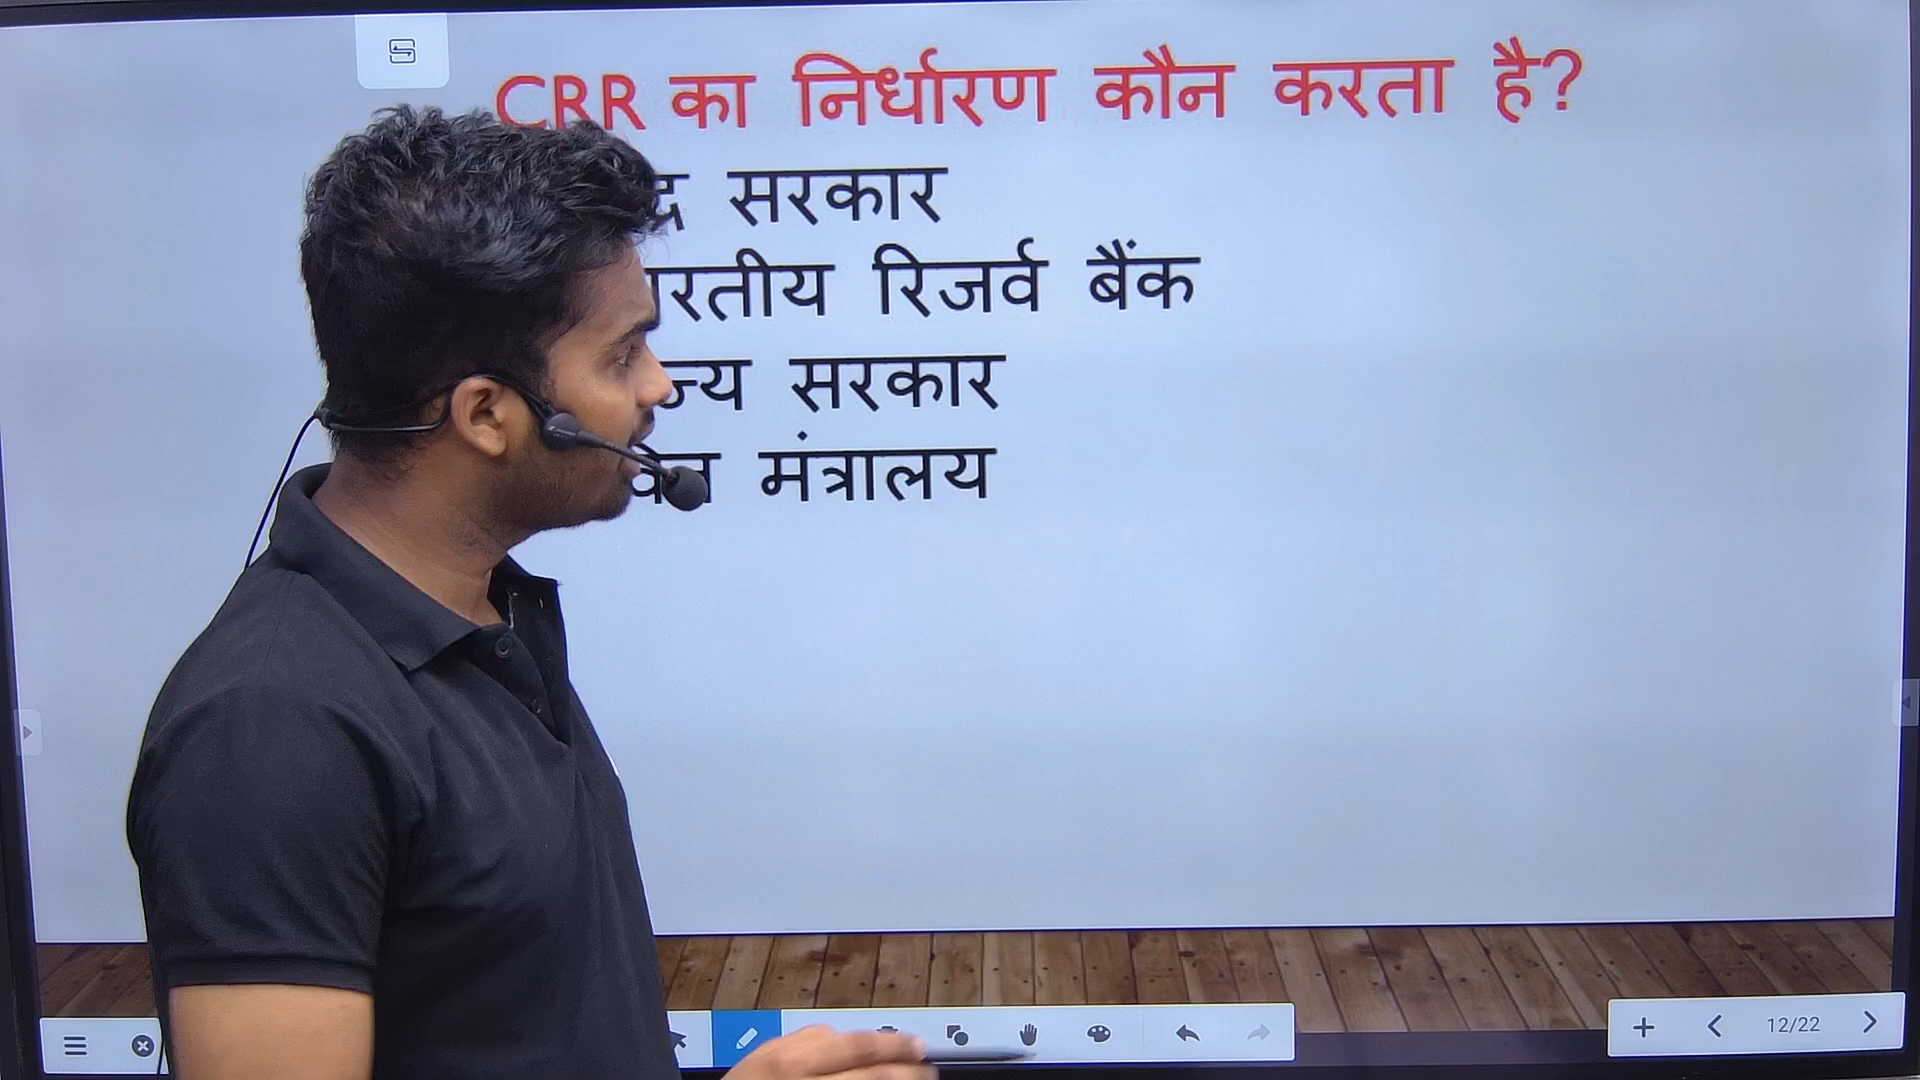 CRR का निर्धारण कौन करता है?
सरकार
रिजर्व बैंक
सरकार
मंत्रालय
12/22